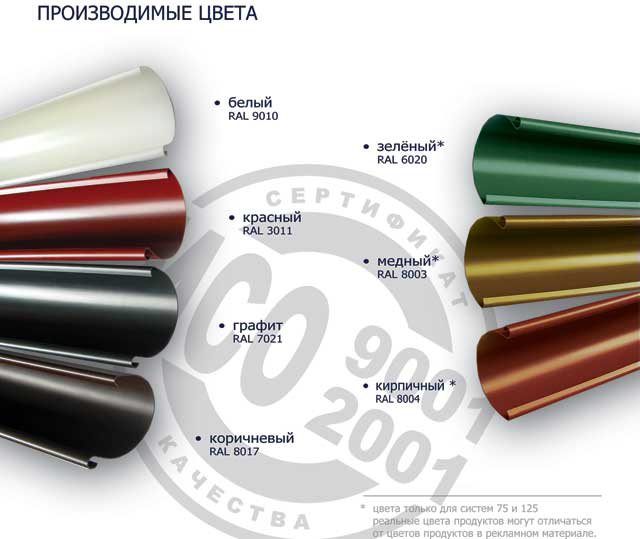 ПРОИЗВОДИМЫЕ ЦВЕТА
• белый
RAL 9010
• красный
RAL 3011
• графит
RAL 7021
• коричневый
RAL 8017
• зелёный*
RAL 6020
• медный*
RAL 8003
• кирпичный *
RAL 8004
СЕРТИФИКАТ
ИСО 9001
2001
КАЧЕСТВА
* цвета только для систем 75 и 125
реальные цвета продуктов могут отличаться
от цветов продуктов в рекламном материале.